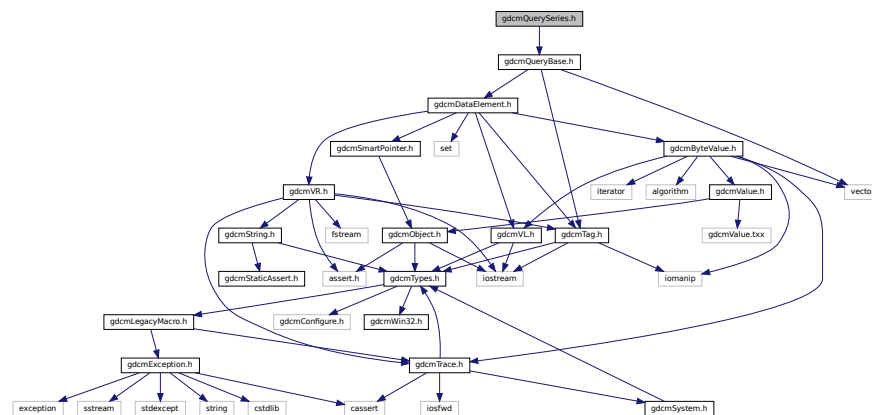 gdcmQuerySeries.h
gdcmQueryBase.h
gdcmDataElement.h
gdcmSmartPointer.h
set
gdcmByteValue.h
gdcmVR.h
iterator
algorithm
gdcmValue.h
vector
gdcmString.h
fstream
gdcmObject.h
gdcmVL.h
gdcmTag.h
gdcmValue.txx
gdcmStaticAssert.h
assert.h
gdcmTypes.h
iostream
iomanip
gdcmLegacyMacro.h
gdcmConfigure.h
gdcmWin32.h
gdcmException.h
gdcmTrace.h
exception
sstream
stdexcept
string
cstdlib
cassert
iosfwd
gdcmSystem.h